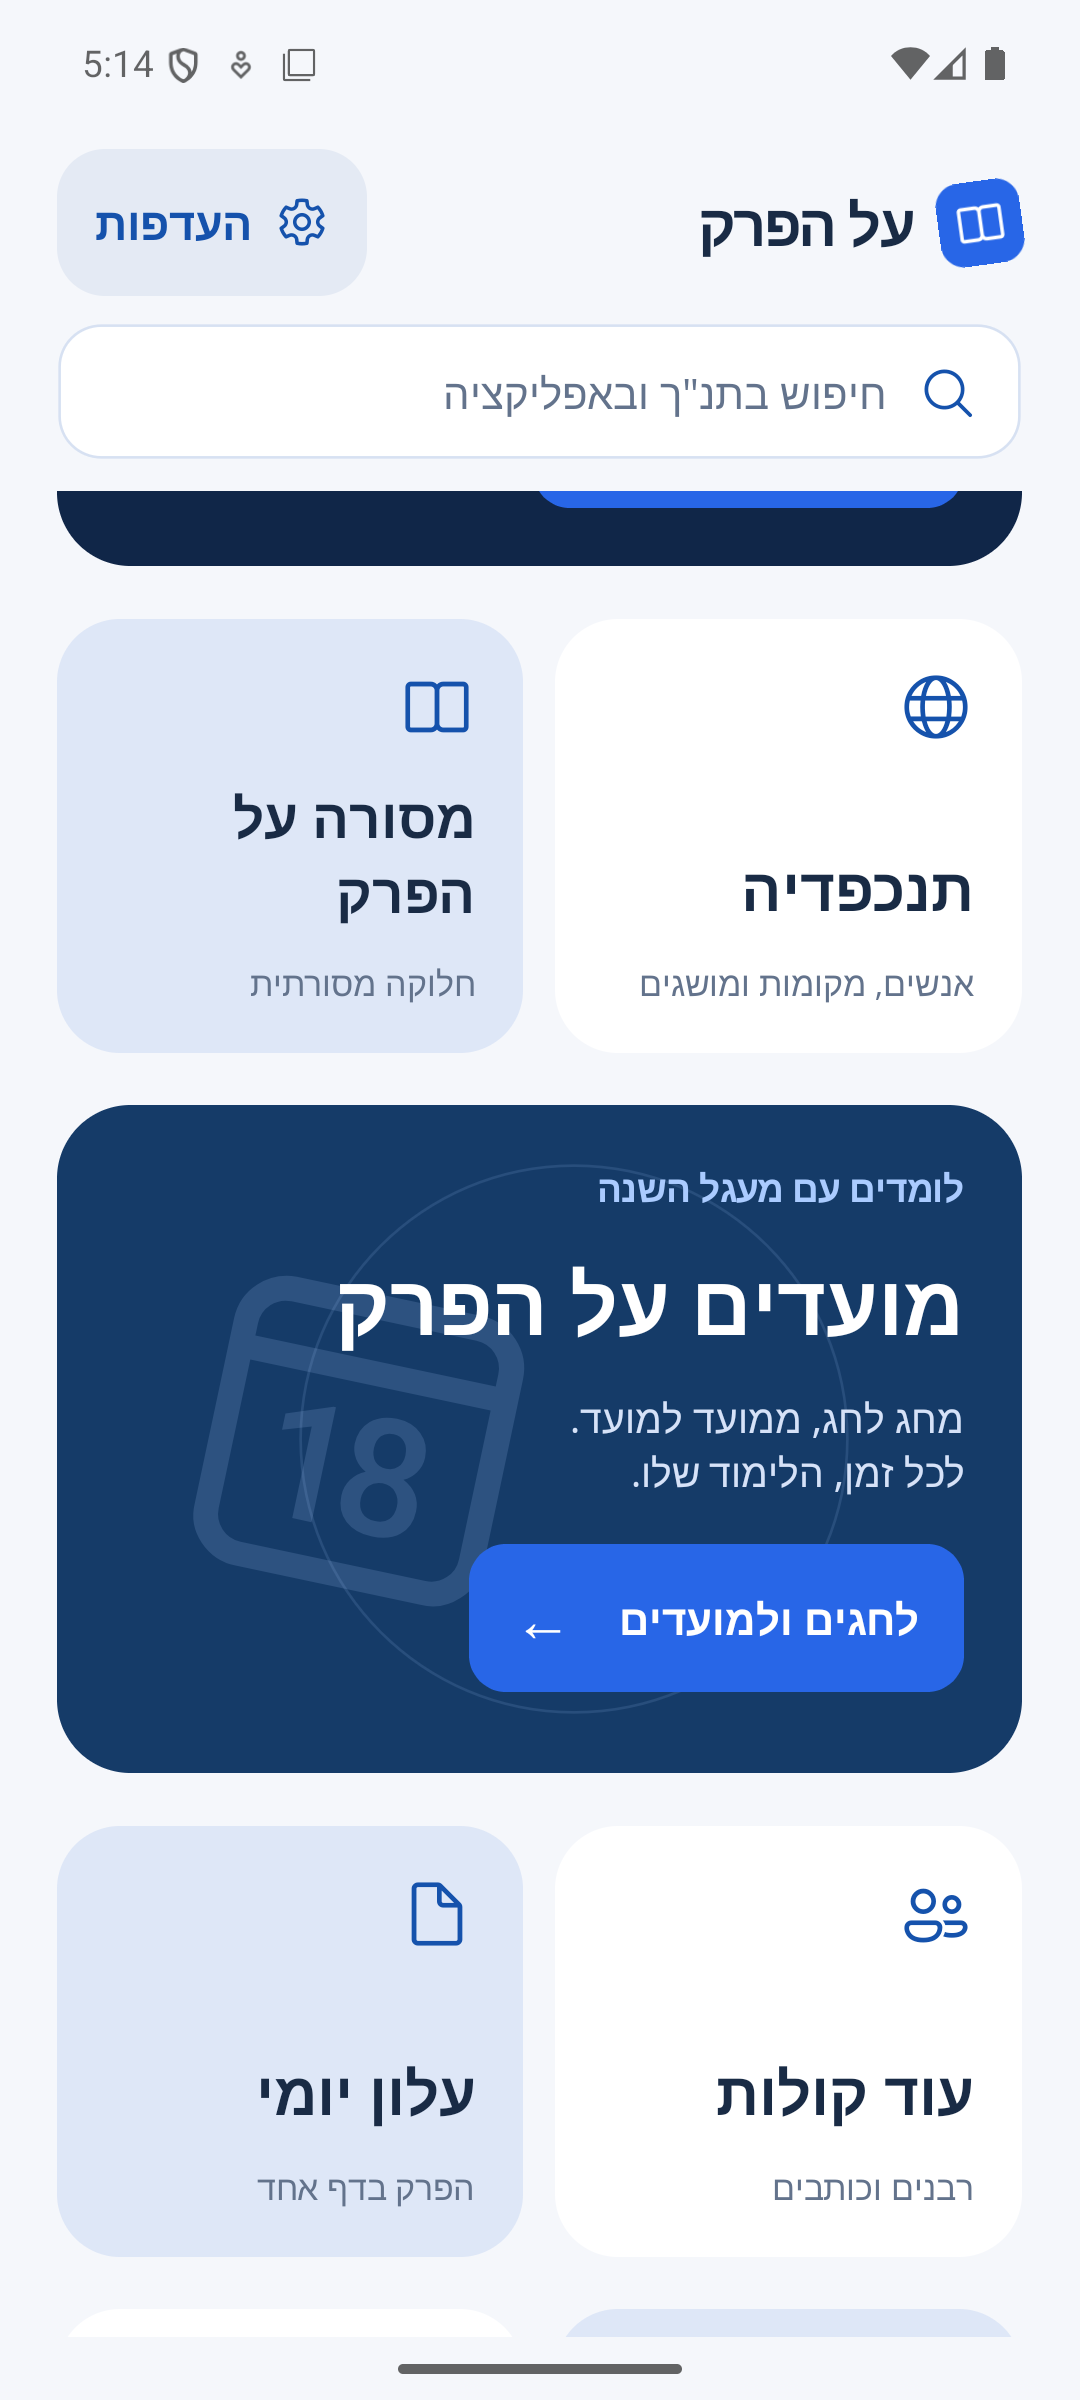 5:14
על הפרק
העדפות
חיפוש בתנ"ך ובאפליקציה
תנכפדיה
אנשים, מקומות ומושגים
מסורה על
הפרק
חלוקה מסורתית
לומדים עם מעגל השנה
מועדים על הפרק
18
מחג לחג, ממועד למועד.
לכל זמן, הלימוד שלו.
לחגים ולמועדים ←
עוד קולות
רבנים וכותבים
עלון יומי
הפרק בדף אחד